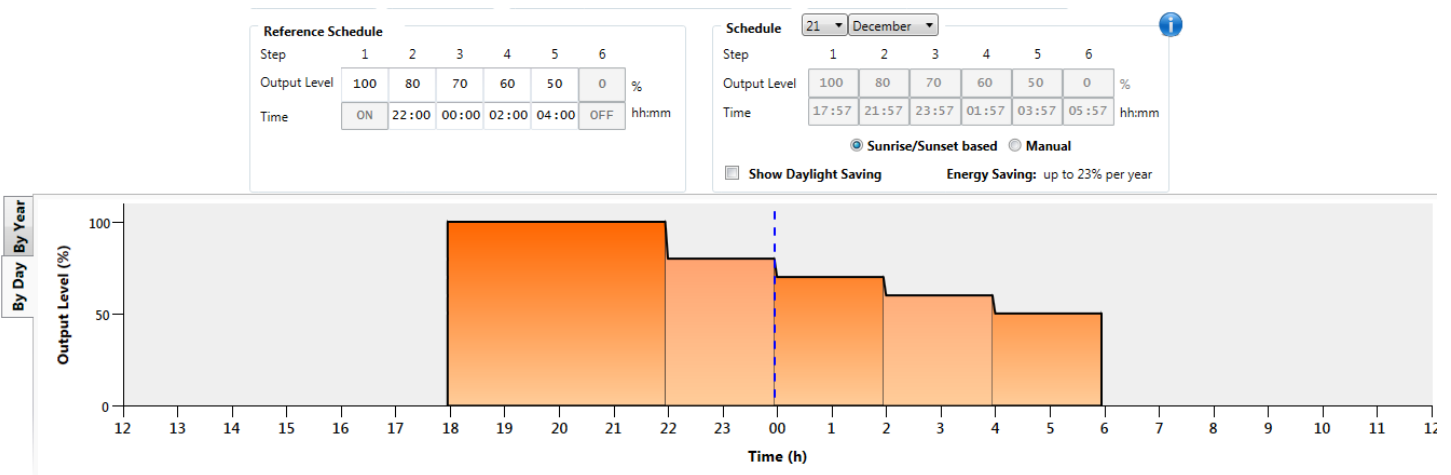 Reference Schedule
Step 1 2 3 4 5 6
Output Level 100 80 70 60 50 0 %
Time ON 22:00 00:00 02:00 04:00 OFF hh:mm
Schedule 21 December i
Step 1 2 3 4 5 6
Output Level 100 80 70 60 50 0 %
Time 17:57 21:57 23:57 01:57 03:57 05:57 hh:mm
Sunrise/Sunset based Manual
Show Daylight Saving Energy Saving: up to 23% per year
By Year
By Day
Output Level (%)
100
50
0
12 13 14 15 16 17 18 19 20 21 22 23 00 1 2 3 4 5 6 7 8 9 10 11 12
Time (h)